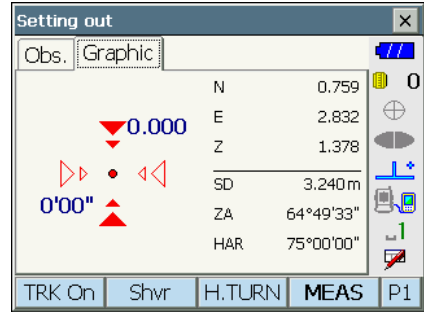 Setting out
Obs. Graphic
0.000
0'00"
N 0.759
E 2.832
Z 1.378
SD 3.240m
ZA 64°49'33"
HAR 75°00'00"
0
1
TRK On Shvr H.TURN MEAS P1